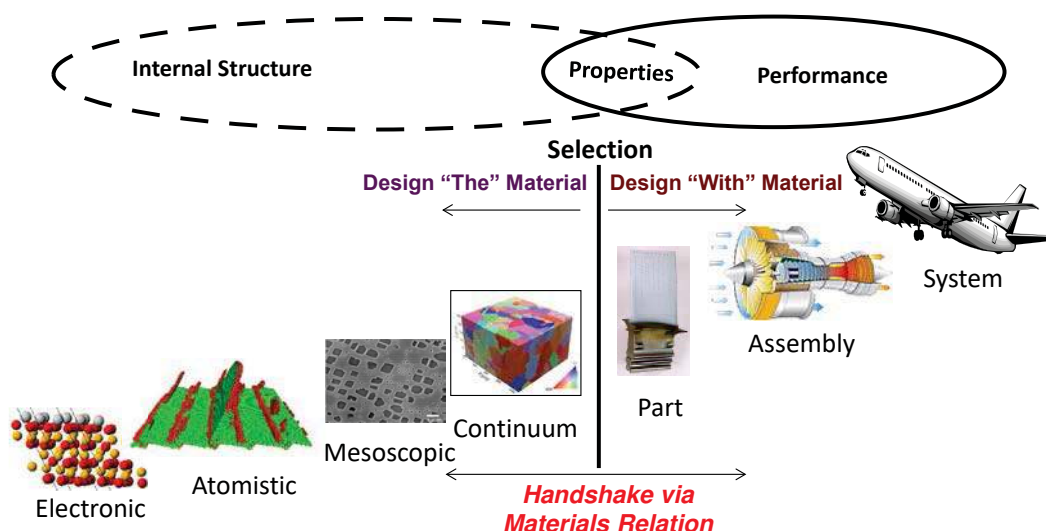 Internal Structure
Properties
Performance
Selection
Design “The” Material
Design “With” Material
System
Assembly
Part
Continuum
Mesoscopic
Atomistic
Electronic
Handshake via
Materials Relation